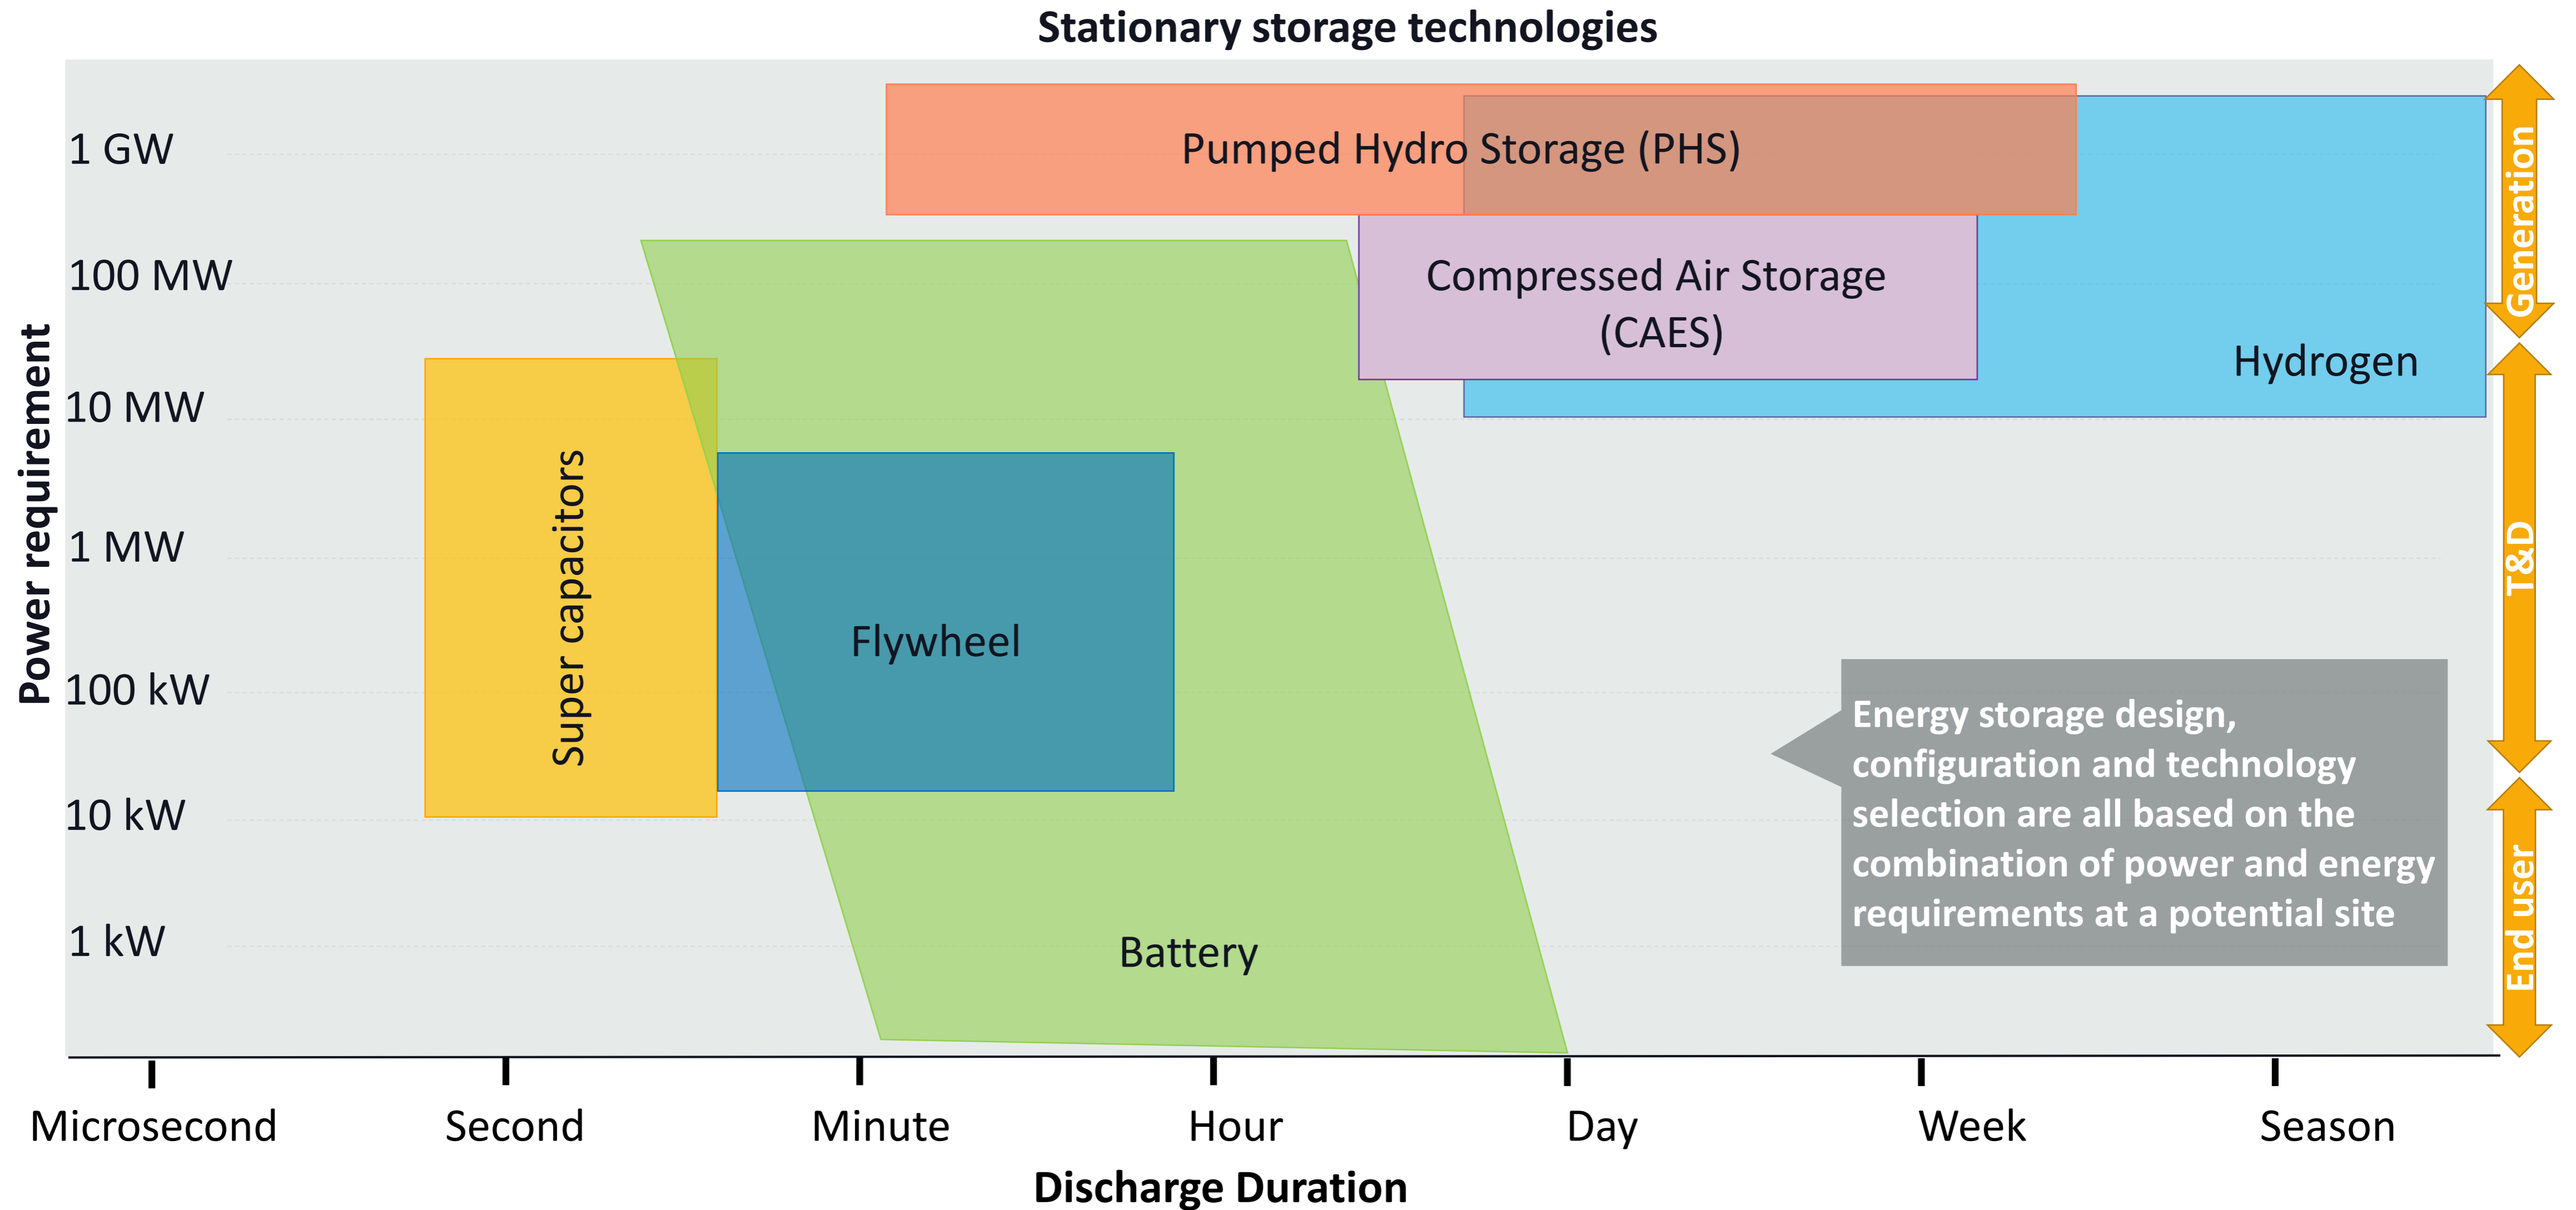 Stationary storage technologies
Power requirement
1 GW
100 MW
10 MW
1 MW
100 kW
10 kW
1 kW
Pumped Hydro Storage (PHS)
Compressed Air Storage
(CAES)
Hydrogen
Super capacitors
Flywheel
Battery
Energy storage design,
configuration and technology
selection are all based on the
combination of power and energy
requirements at a potential site
Generation
T&D
End user
Microsecond
Second
Minute
Hour
Day
Week
Season
Discharge Duration